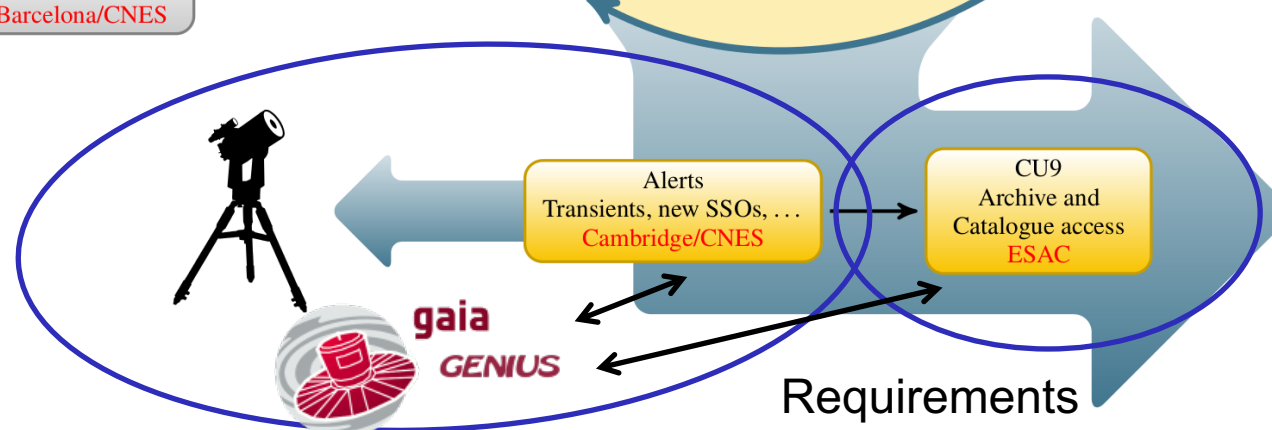 Barcelona/CNES
Alerts
Transients, new SSOs, . . .
Cambridge/CNES
CU9
Archive and
Catalogue access
ESAC
gaia
GENIUS
Requirements